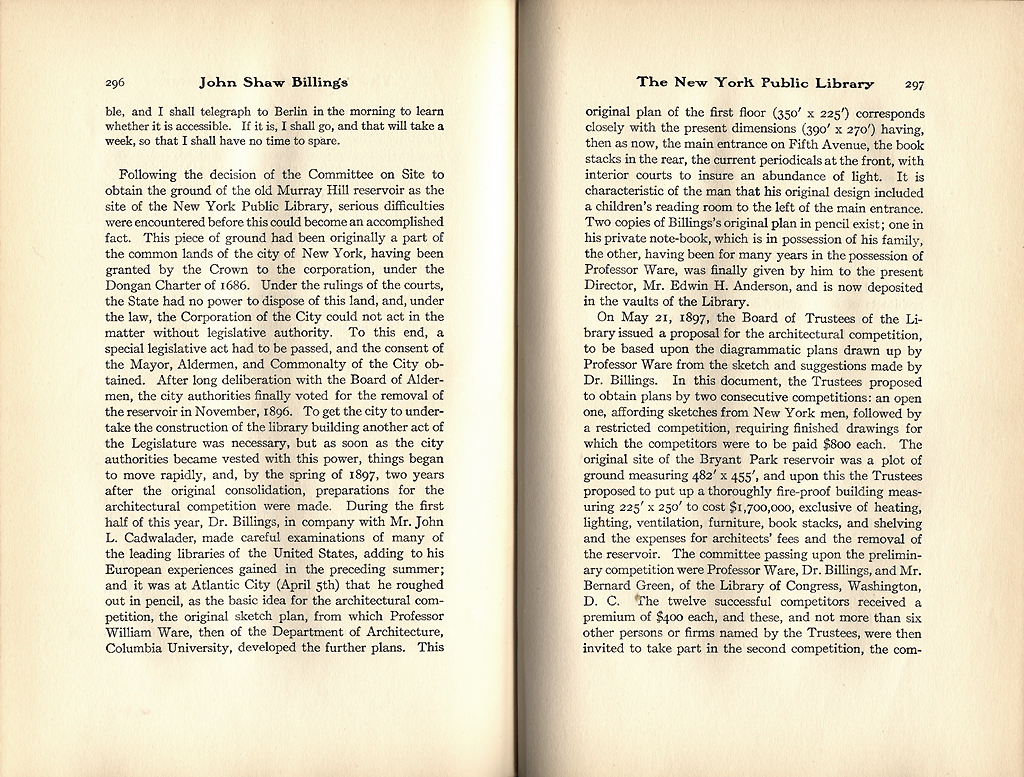 296 John Shaw Billings
ble, and I shall telegraph to Berlin in the morning to learn
whether it is accessible. If it is, I shall go, and that will take a
week, so that I shall have no time to spare.
Following the decision of the Committee on Site to
obtain the ground of the old Murray Hill reservoir as the
site of the New York Public Library, serious difficulties
were encountered before this could become an accomplished
fact. This piece of ground had been originally a part of
the common lands of the city of New York, having been
granted by the Crown to the corporation, under the
Dongan Charter of 1686. Under the rulings of the courts,
the State had no power to dispose of this land, and, under
the law, the Corporation of the City could not act in the
matter without legislative authority. To this end, a
special legislative act had to be passed, and the consent of
the Mayor, Aldermen, and Commonalty of the City ob-
tained. After long deliberation with the Board of Alder-
men, the city authorities finally voted for the removal of
the reservoir in November, 1896. To get the city to under-
take the construction of the library building another act of
the Legislature was necessary, but as soon as the city
authorities became vested with this power, things began
to move rapidly, and, by the spring of 1897, two years
after the original consolidation, preparations for the
architectural competition were made. During the first
half of this year, Dr. Billings, in company with Mr. John
L. Cadwalader, made careful examinations of many of
the leading libraries of the United States, adding to his
European experiences gained in the preceding summer;
and it was at Atlantic City (April 5th) that he roughed
out in pencil, as the basic idea for the architectural com-
petition, the original sketch plan, from which Professor
William Ware, then of the Department of Architecture,
Columbia University, developed the further plans. This
The New York Public Library 297
original plan of the first floor (350′ x 225′) corresponds
closely with the present dimensions (390′ x 270′) having,
then as now, the main entrance on Fifth Avenue, the book
stacks in the rear, the current periodicals at the front, with
interior courts to insure an abundance of light. It is
characteristic of the man that his original design included
a children's reading room to the left of the main entrance.
Two copies of Billings's original plan in pencil exist; one in
his private note-book, which is in possession of his family,
the other, having been for many years in the possession of
Professor Ware, was finally given by him to the present
Director, Mr. Edwin H. Anderson, and is now deposited
in the vaults of the Library.
On May 21, 1897, the Board of Trustees of the Li-
brary issued a proposal for the architectural competition,
to be based upon the diagrammatic plans drawn up by
Professor Ware from the sketch and suggestions made by
Dr. Billings. In this document, the Trustees proposed
to obtain plans by two consecutive competitions: an open
one, affording sketches from New York men, followed by
a restricted competition, requiring finished drawings for
which the competitors were to be paid $800 each. The
original site of the Bryant Park reservoir was a plot of
ground measuring 482′ x 455′, and upon this the Trustees
proposed to put up a thoroughly fire-proof building meas-
uring 225′ x 250′ to cost $1,700,000, exclusive of heating,
lighting, ventilation, furniture, book stacks, and shelving
and the expenses for architects' fees and the removal of
the reservoir. The committee passing upon the prelimin-
ary competition were Professor Ware, Dr. Billings, and Mr.
Bernard Green, of the Library of Congress, Washington,
D. C. The twelve successful competitors received a
premium of $400 each, and these, and not more than six
other persons or firms named by the Trustees, were then
invited to take part in the second competition, the com-